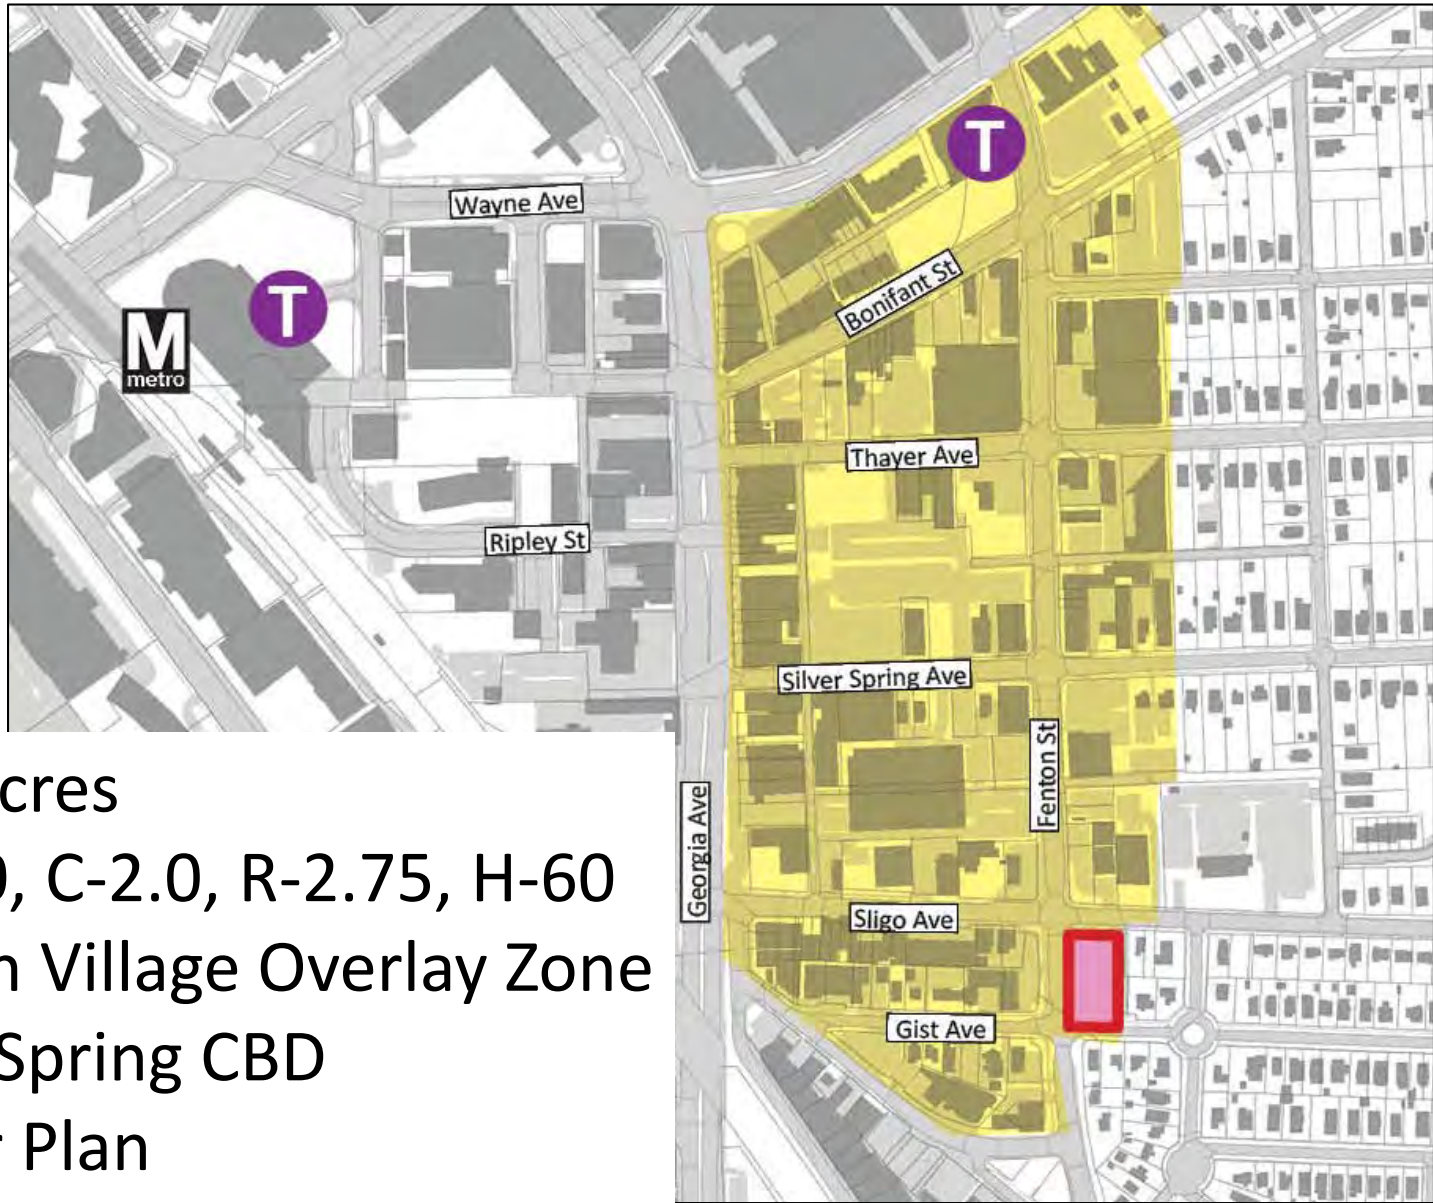 T
Wayne Ave
Bonifant St
T
M
metro
Thayer Ave
Ripley St
Silver Spring Ave
Fenton St
Georgia Ave
Sligo Ave
Gist Ave
cres
, C-2.0, R-2.75, H-60
Village Overlay Zone
Spring CBD
Plan